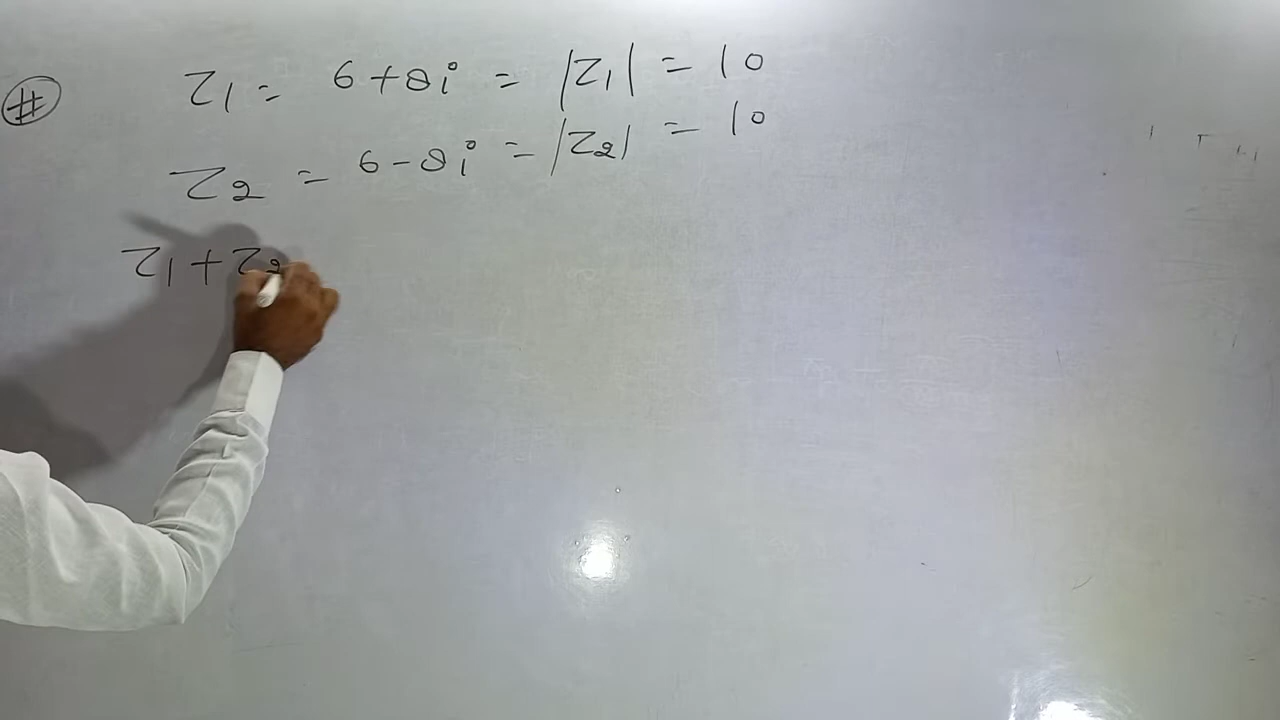 # z1 = 6+8i = |z1| = 10
z2 = 6-8i = |z2| = 10
z1+z2